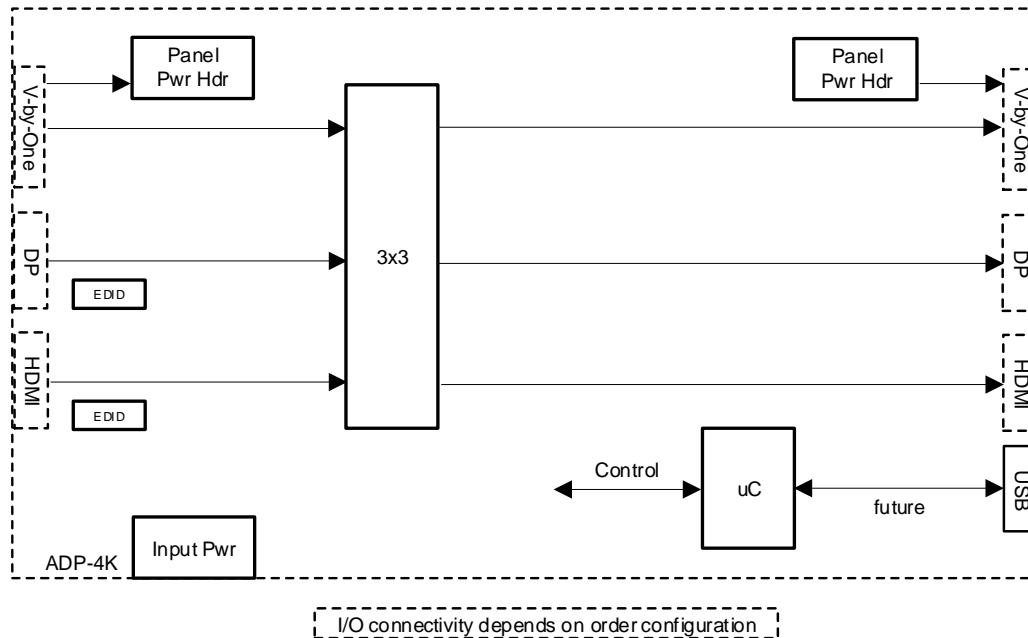 Panel
Pwr Hdr
Panel
Pwr Hdr
V-by-One
V-by-One
DP
3x3
DP
EDID
HDMI
HDMI
EDID
Control
uC
future
USB
Input Pwr
ADP-4K
I/O connectivity depends on order configuration